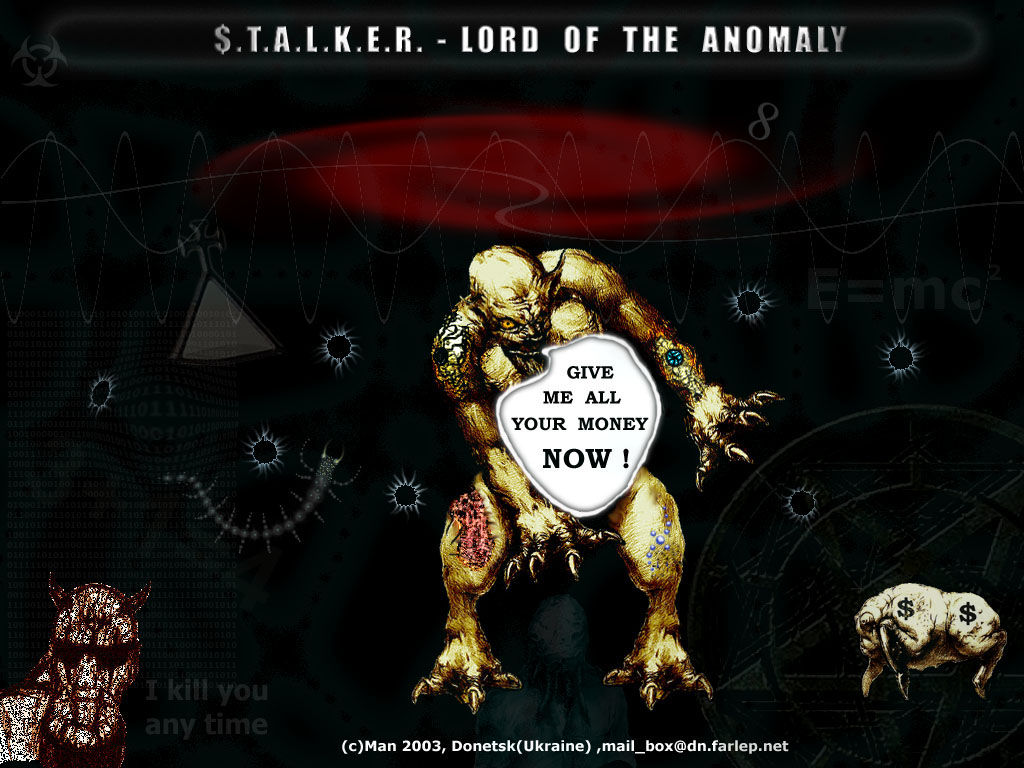 $.T.A.L.K.E.R. - LORD OF THE ANOMALY
8
E=mc²
GIVE
ME ALL
YOUR MONEY
NOW !
$ $
I kill you
any time
(c)Man 2003, Donetsk(Ukraine) ,mail_box@dn.farlep.net